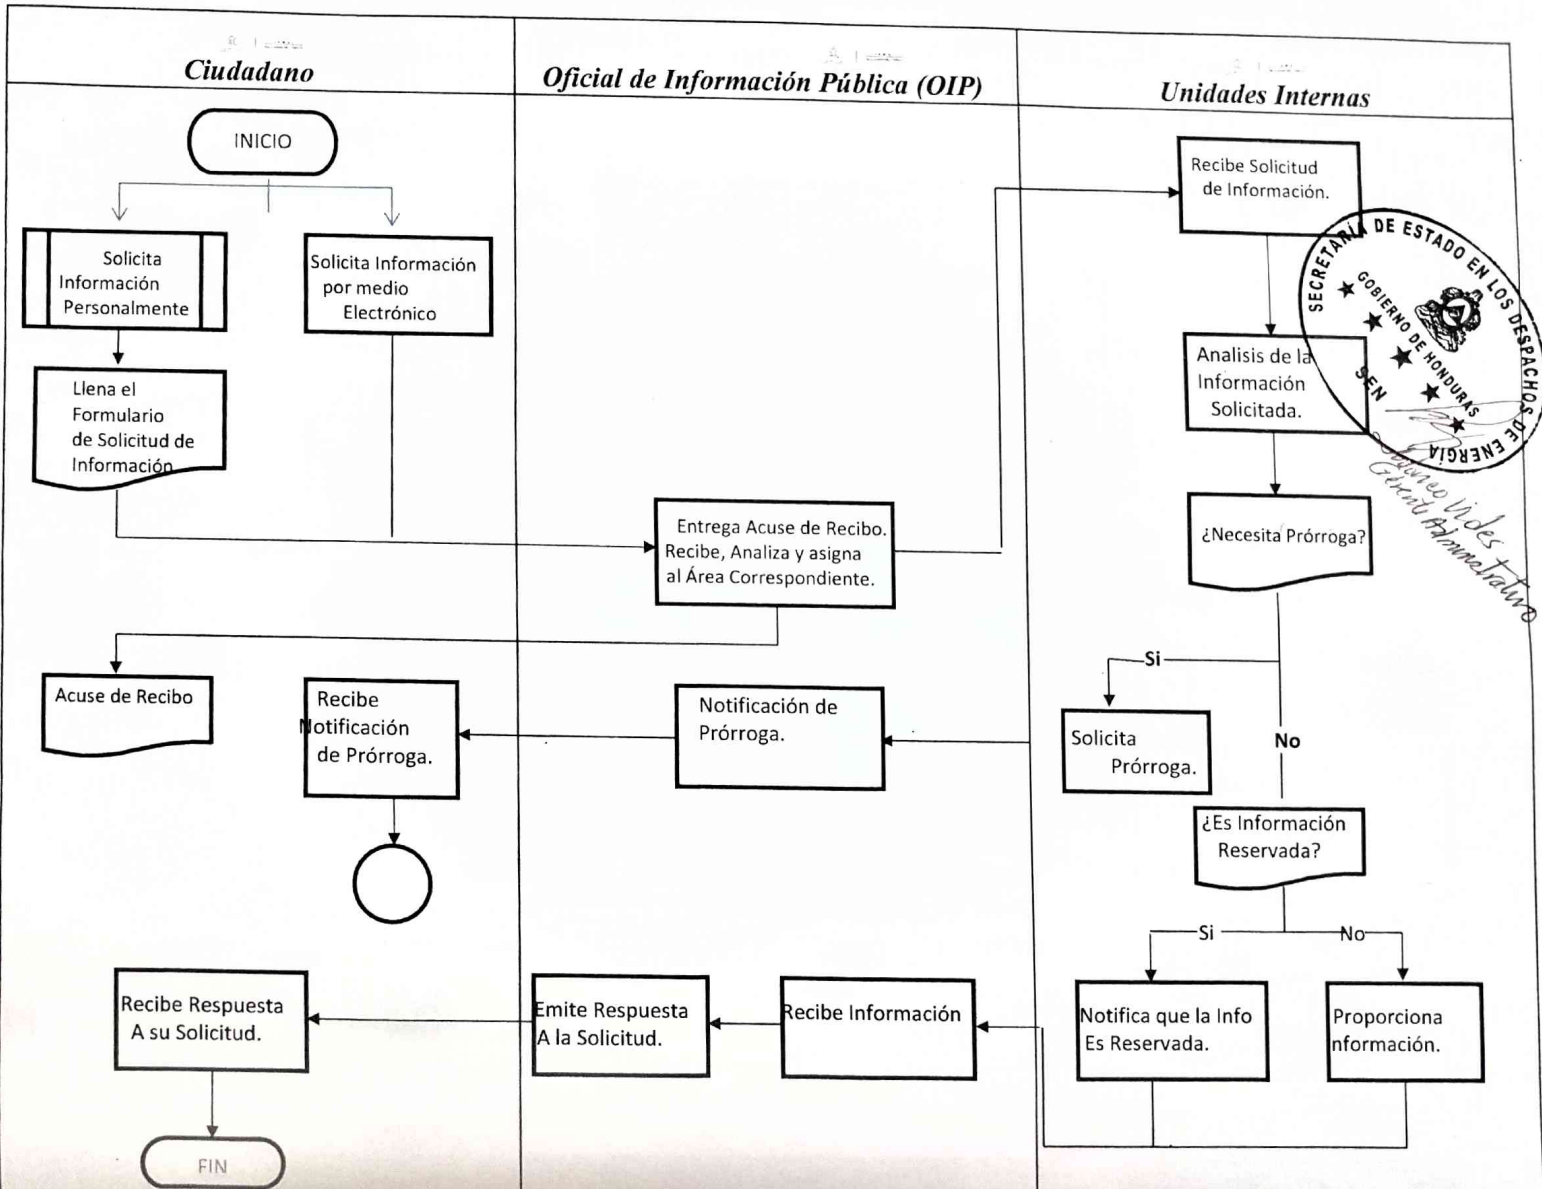 Ciudadano
Oficial de Información Pública (OIP)
Unidades Internas
INICIO
Solicita
Información
Personalmente
Solicita Información
por medio
Electrónico
Llena el
Formulario
de Solicitud de
Información
Entrega Acuse de Recibo.
Recibe, Analiza y asigna
al Área Correspondiente.
Recibe Solicitud
de Información.
Analisis de la
Información
Solicitada.
SECRETARÍA DE ESTADO EN LOS DESPACHOS DE ENERGÍA
GOBIERNO DE HONDURAS
SEN
Vides
Gerente Administrativo
¿Necesita Prórroga?
Si
No
Solicita
Prórroga.
Acuse de Recibo
Recibe
Notificación
de Prórroga.
Notificación de
Prórroga.
¿Es Información
Reservada?
Si
No
Notifica que la Info
Es Reservada.
Proporciona
nformación.
Recibe Información
Emite Respuesta
A la Solicitud.
Recibe Respuesta
A su Solicitud.
FIN